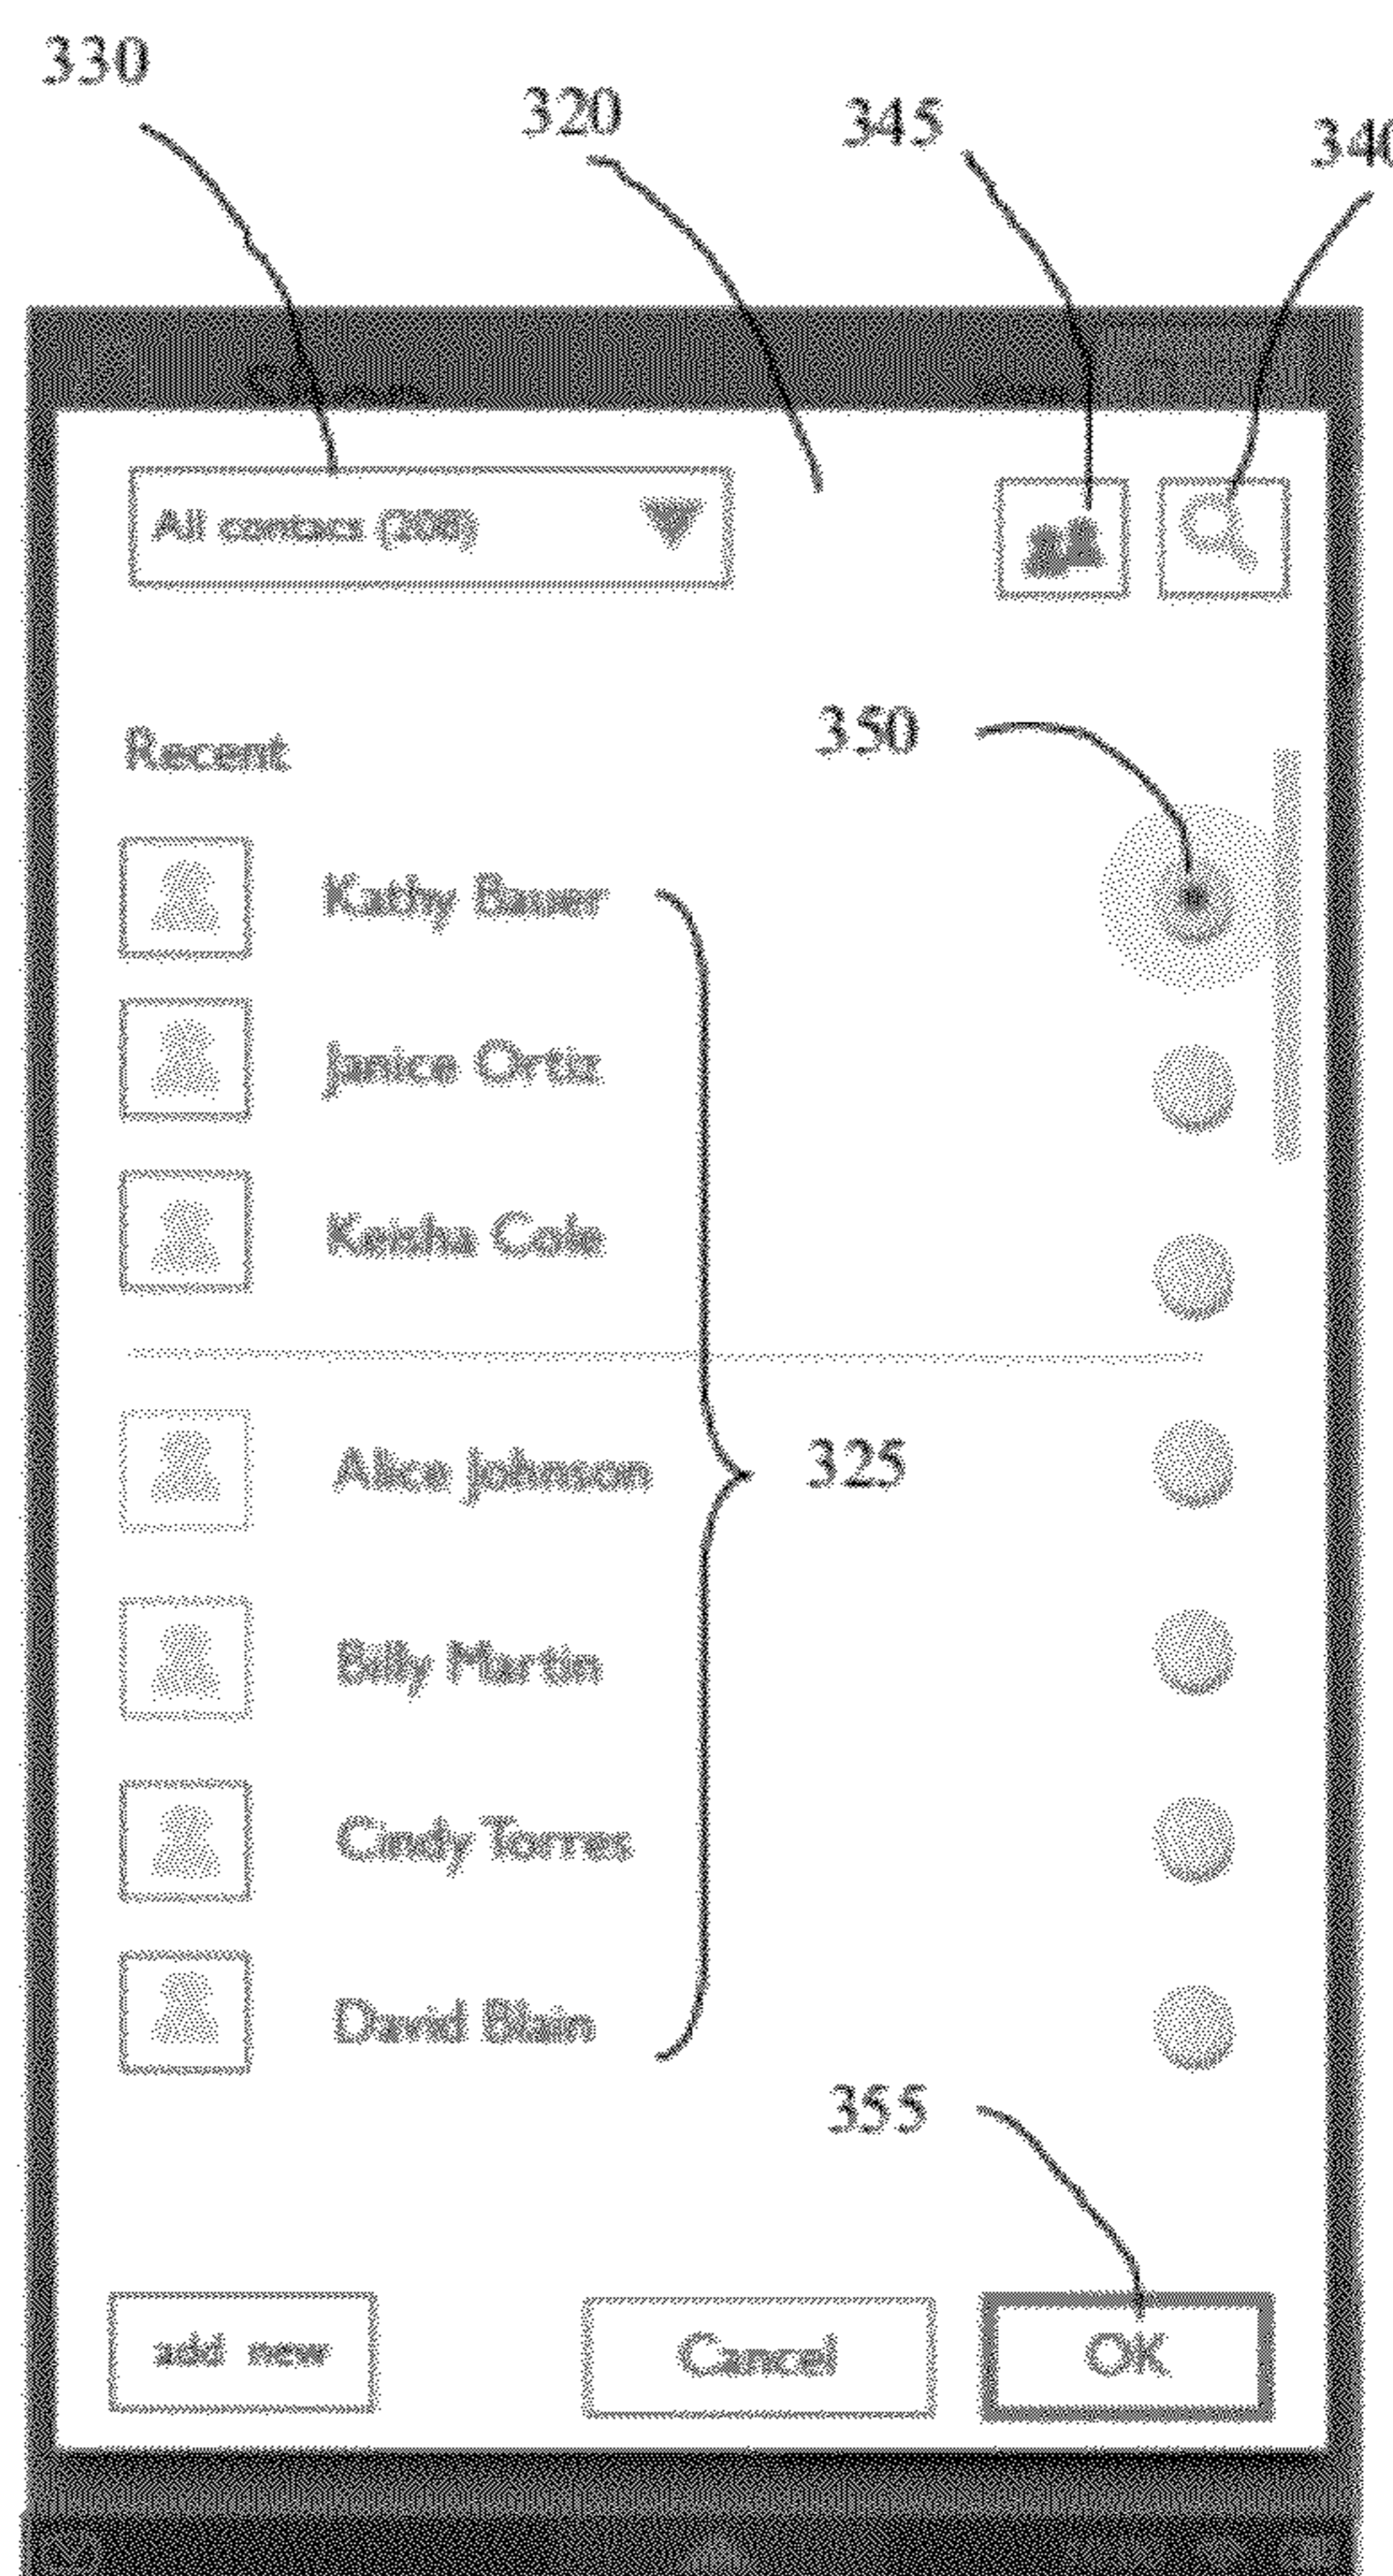 330
320
345
340
All contacs (208)
350
Recent
Kathy Bauer
Janice Ortiz
Keisha Cole
Alice Johnson
325
Billy Martin
Cindy Torres
David Blain
355
add new
Cancel
OK